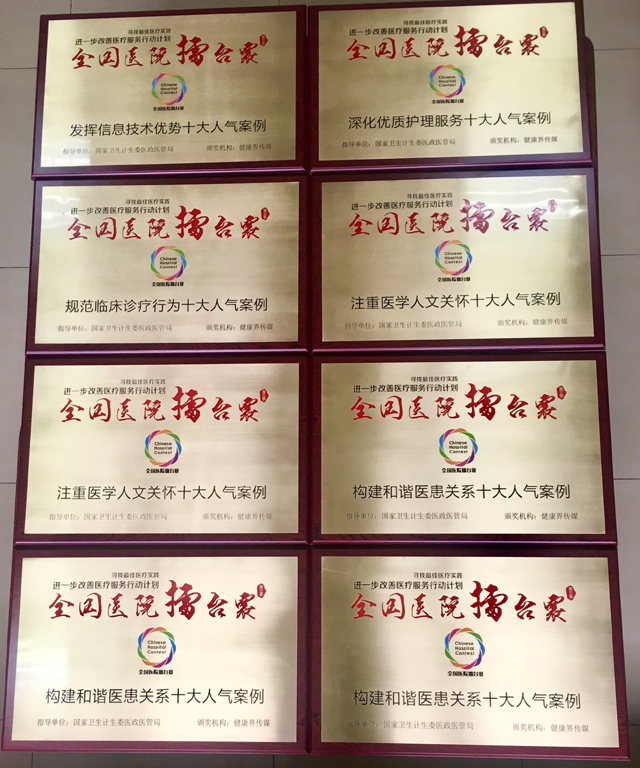 寻找最佳医疗实践
进一步改善医疗服务行动计划
全国医院擂台赛
Chinese
Hospital
Contest
全国医院擂台赛
发挥信息技术优势十大人气案例
指导单位：国家卫生计生委医政医管局 颁奖机构：健康界传媒
寻找最佳医疗实践
进一步改善医疗服务行动计划
全国医院擂台赛
Chinese
Hospital
Contest
全国医院擂台赛
深化优质护理服务十大人气案例
指导单位：国家卫生计生委医政医管局 颁奖机构：健康界传媒
寻找最佳医疗实践
进一步改善医疗服务行动计划
全国医院擂台赛
Chinese
Hospital
Contest
全国医院擂台赛
规范临床诊疗行为十大人气案例
指导单位：国家卫生计生委医政医管局 颁奖机构：健康界传媒
寻找最佳医疗实践
进一步改善医疗服务行动计划
全国医院擂台赛
Chinese
Hospital
Contest
全国医院擂台赛
注重医学人文关怀十大人气案例
指导单位：国家卫生计生委医政医管局 颁奖机构：健康界传媒
寻找最佳医疗实践
进一步改善医疗服务行动计划
全国医院擂台赛
Chinese
Hospital
Contest
全国医院擂台赛
注重医学人文关怀十大人气案例
指导单位：国家卫生计生委医政医管局 颁奖机构：健康界传媒
寻找最佳医疗实践
进一步改善医疗服务行动计划
全国医院擂台赛
Chinese
Hospital
Contest
全国医院擂台赛
构建和谐医患关系十大人气案例
指导单位：国家卫生计生委医政医管局 颁奖机构：健康界传媒
寻找最佳医疗实践
进一步改善医疗服务行动计划
全国医院擂台赛
Chinese
Hospital
Contest
全国医院擂台赛
构建和谐医患关系十大人气案例
指导单位：国家卫生计生委医政医管局 颁奖机构：健康界传媒
寻找最佳医疗实践
进一步改善医疗服务行动计划
全国医院擂台赛
Chinese
Hospital
Contest
全国医院擂台赛
构建和谐医患关系十大人气案例
指导单位：国家卫生计生委医政医管局 颁奖机构：健康界传媒